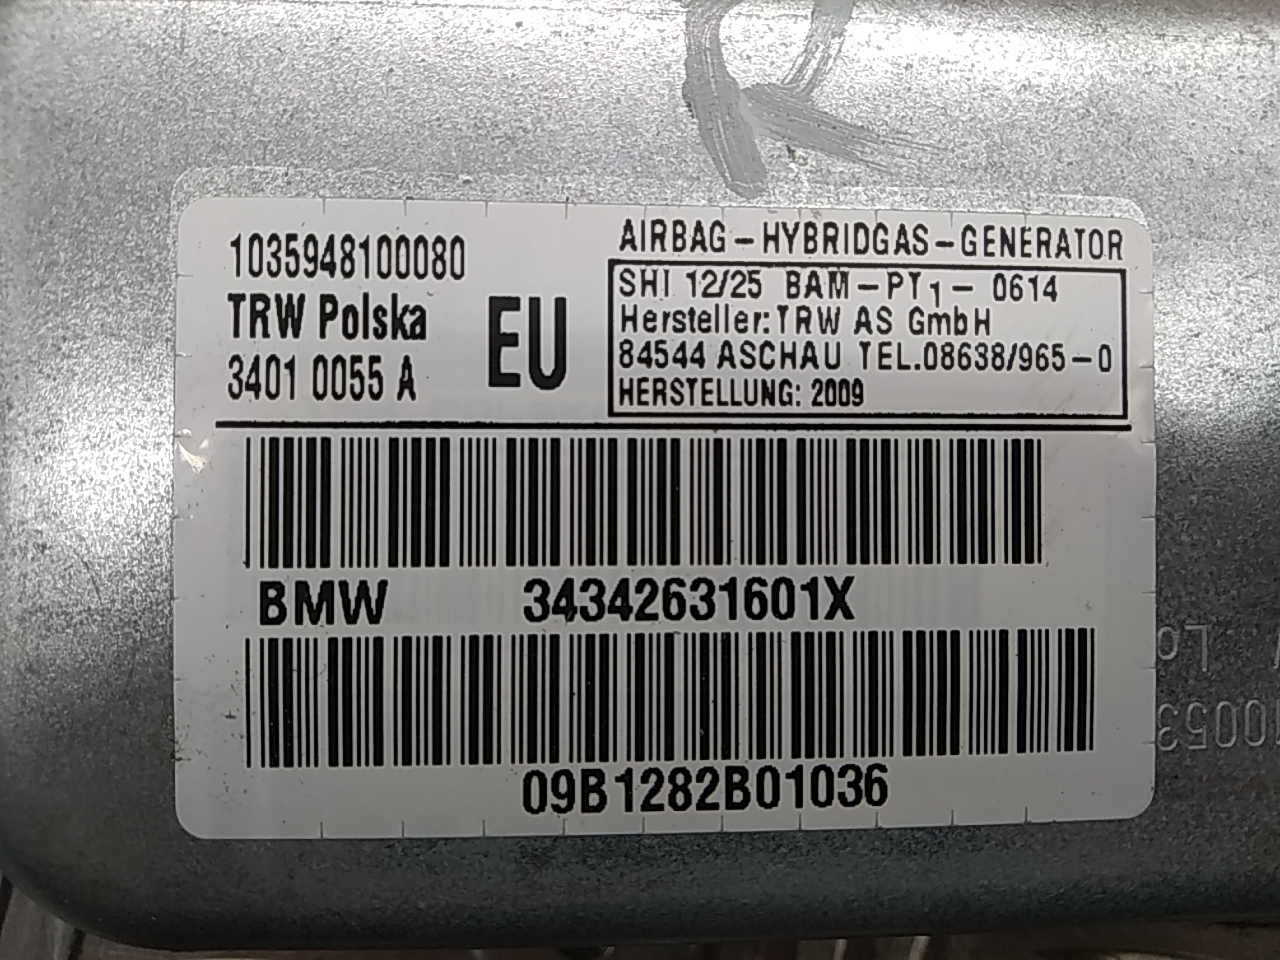 1035948100080
TRW Polska
3401 0055 A
EU
AIRBAG-HYBRIDGAS-GENERATOR
SHI 12/25 BAM-PT1- 0614
Hersteller: TRW AS GmbH
84544 ASCHAU TEL.08638/965-0
HERSTELLUNG: 2009
BMW 34342631601X
09B1282B01036